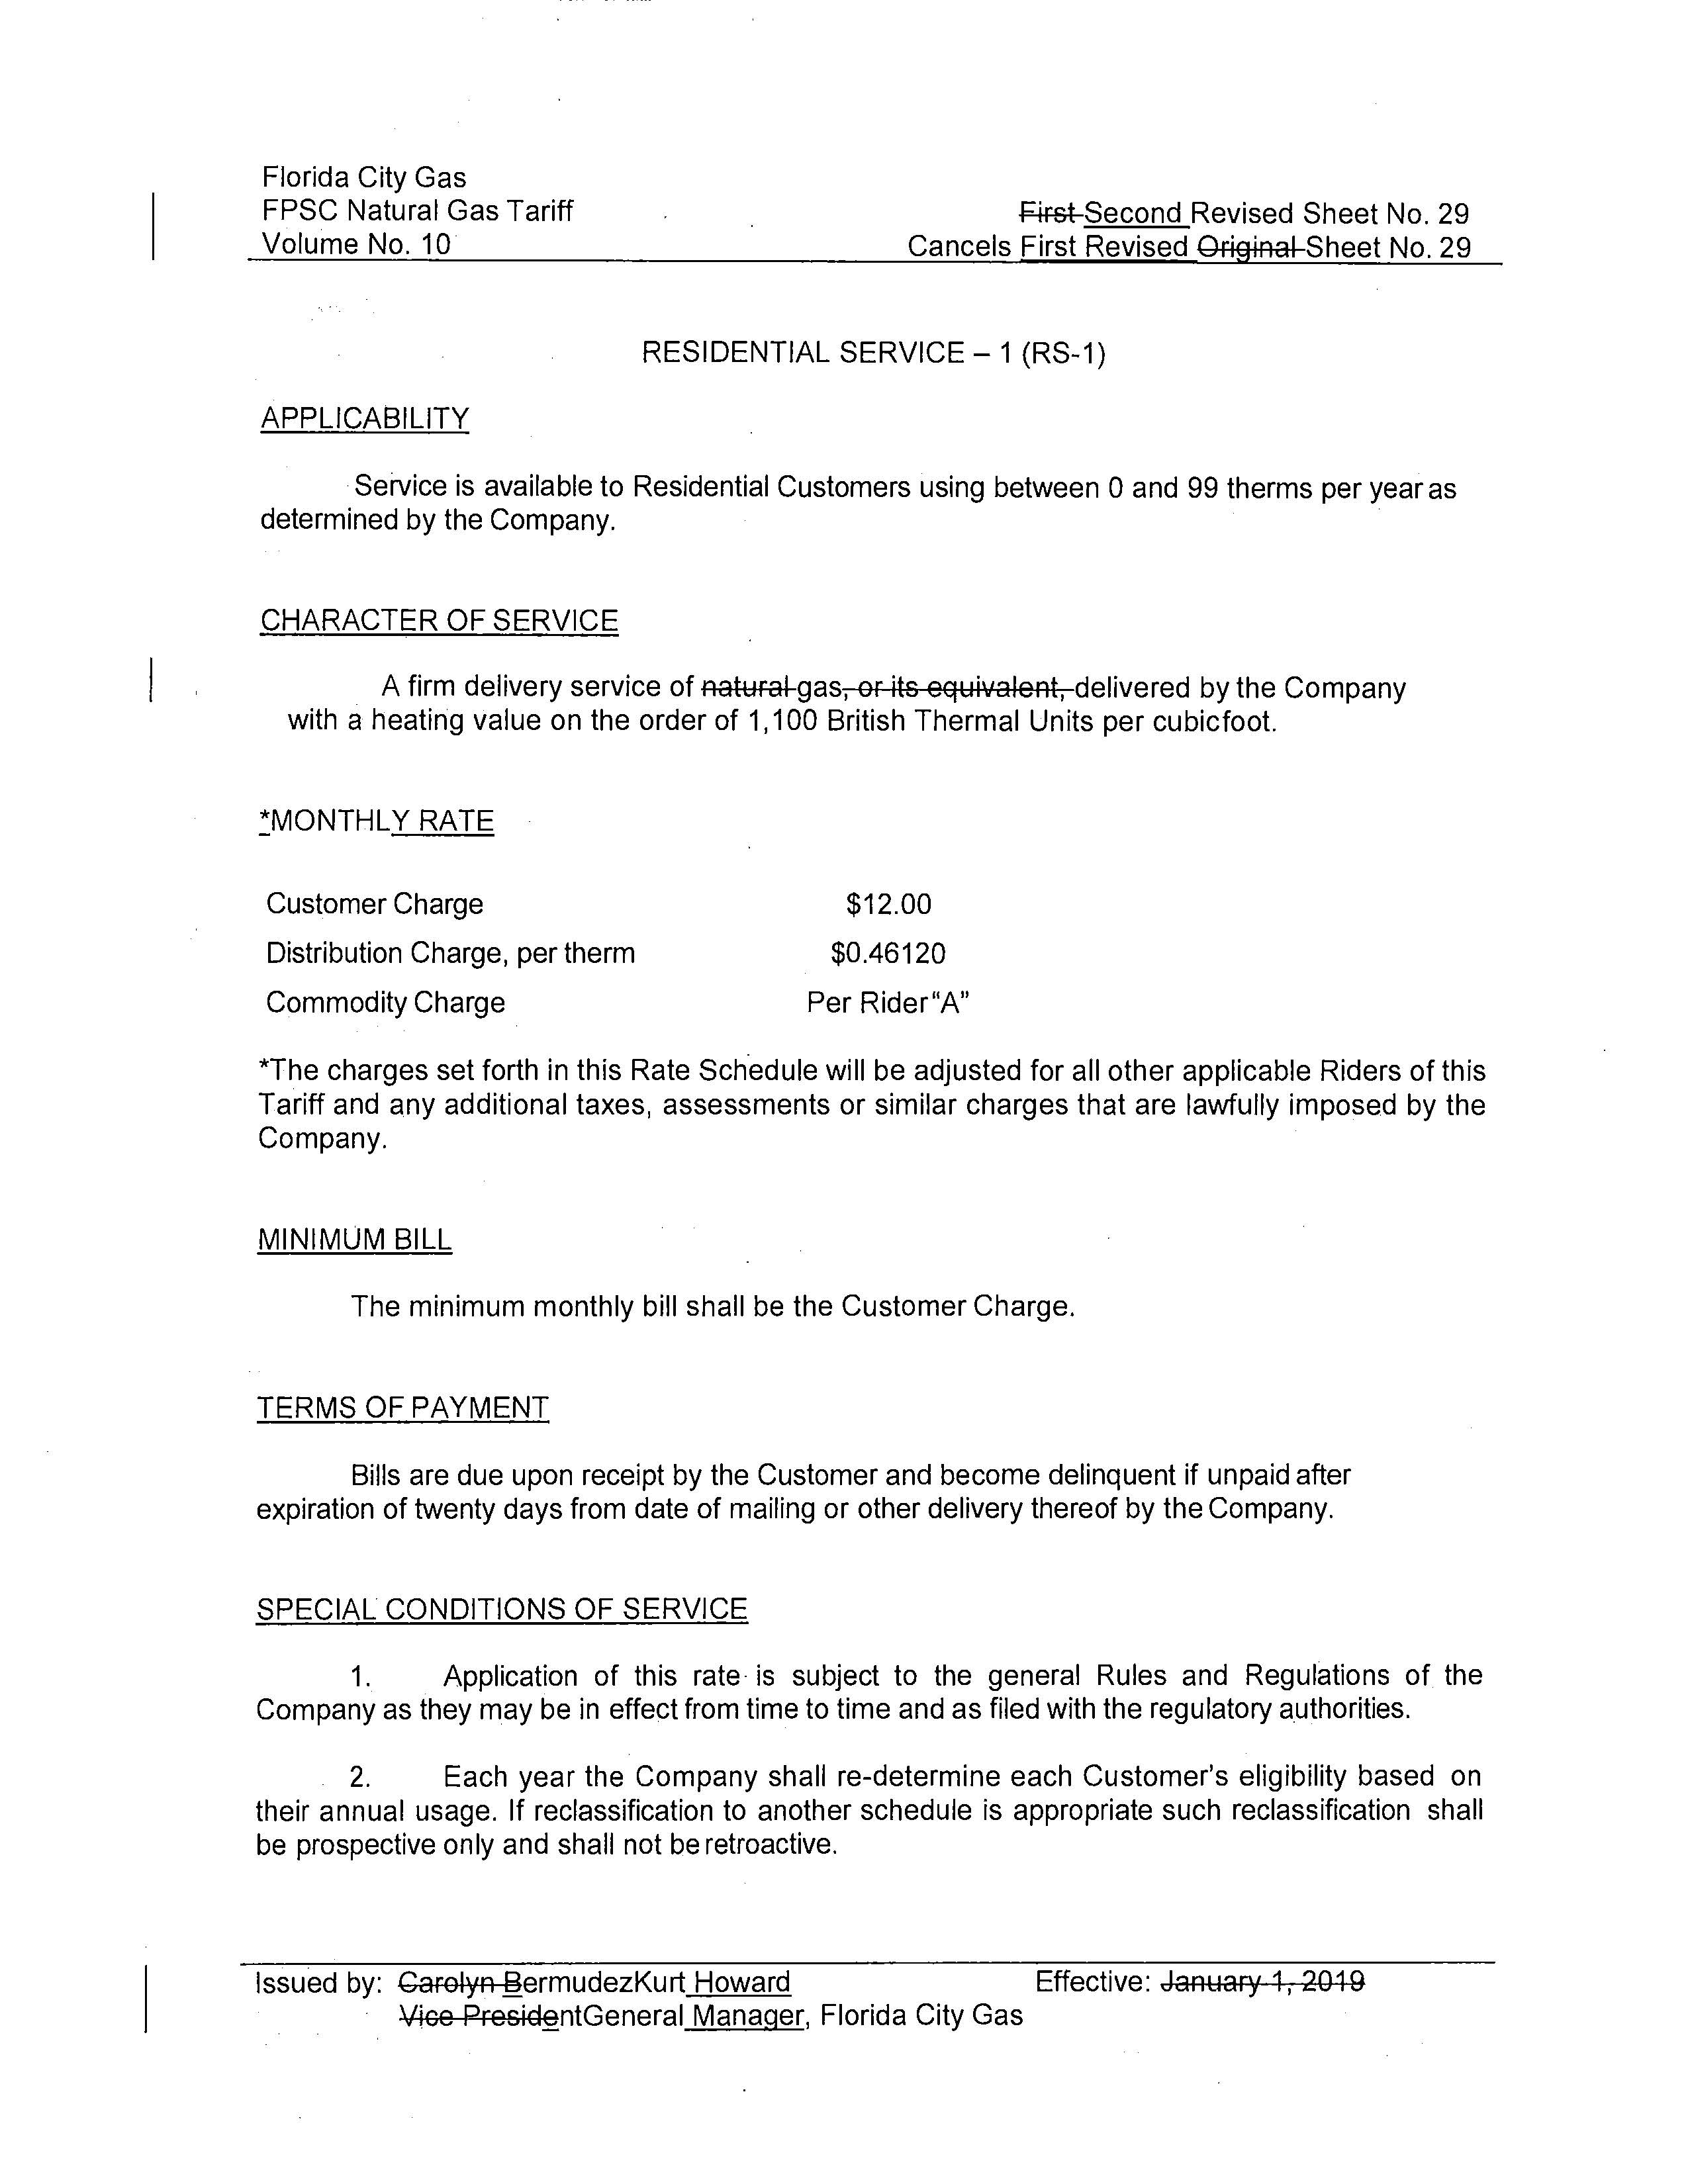 Florida City Gas
FPSC Natural Gas Tariff
First Second Revised Sheet No. 29
Volume No. 10
Cancels First Revised Original Sheet No. 29
RESIDENTIAL SERVICE – 1 (RS-1)
APPLICABILITY
Service is available to Residential Customers using between 0 and 99 therms per year as
determined by the Company.
CHARACTER OF SERVICE
A firm delivery service of natural gas, or its equivalent, delivered by the Company
with a heating value on the order of 1,100 British Thermal Units per cubicfoot.
*MONTHLY RATE
Customer Charge $12.00
Distribution Charge, per therm $0.46120
Commodity Charge Per Rider "A"
*The charges set forth in this Rate Schedule will be adjusted for all other applicable Riders of this
Tariff and any additional taxes, assessments or similar charges that are lawfully imposed by the
Company.
MINIMUM BILL
The minimum monthly bill shall be the Customer Charge.
TERMS OF PAYMENT
Bills are due upon receipt by the Customer and become delinquent if unpaid after
expiration of twenty days from date of mailing or other delivery thereof by the Company.
SPECIAL CONDITIONS OF SERVICE
1. Application of this rate is subject to the general Rules and Regulations of the
Company as they may be in effect from time to time and as filed with the regulatory authorities.
2. Each year the Company shall re-determine each Customer's eligibility based on
their annual usage. If reclassification to another schedule is appropriate such reclassification shall
be prospective only and shall not be retroactive.
Issued by: Carolyn BermudezKurt Howard Effective: January 1, 2019
Vice PresidentGeneral Manager, Florida City Gas